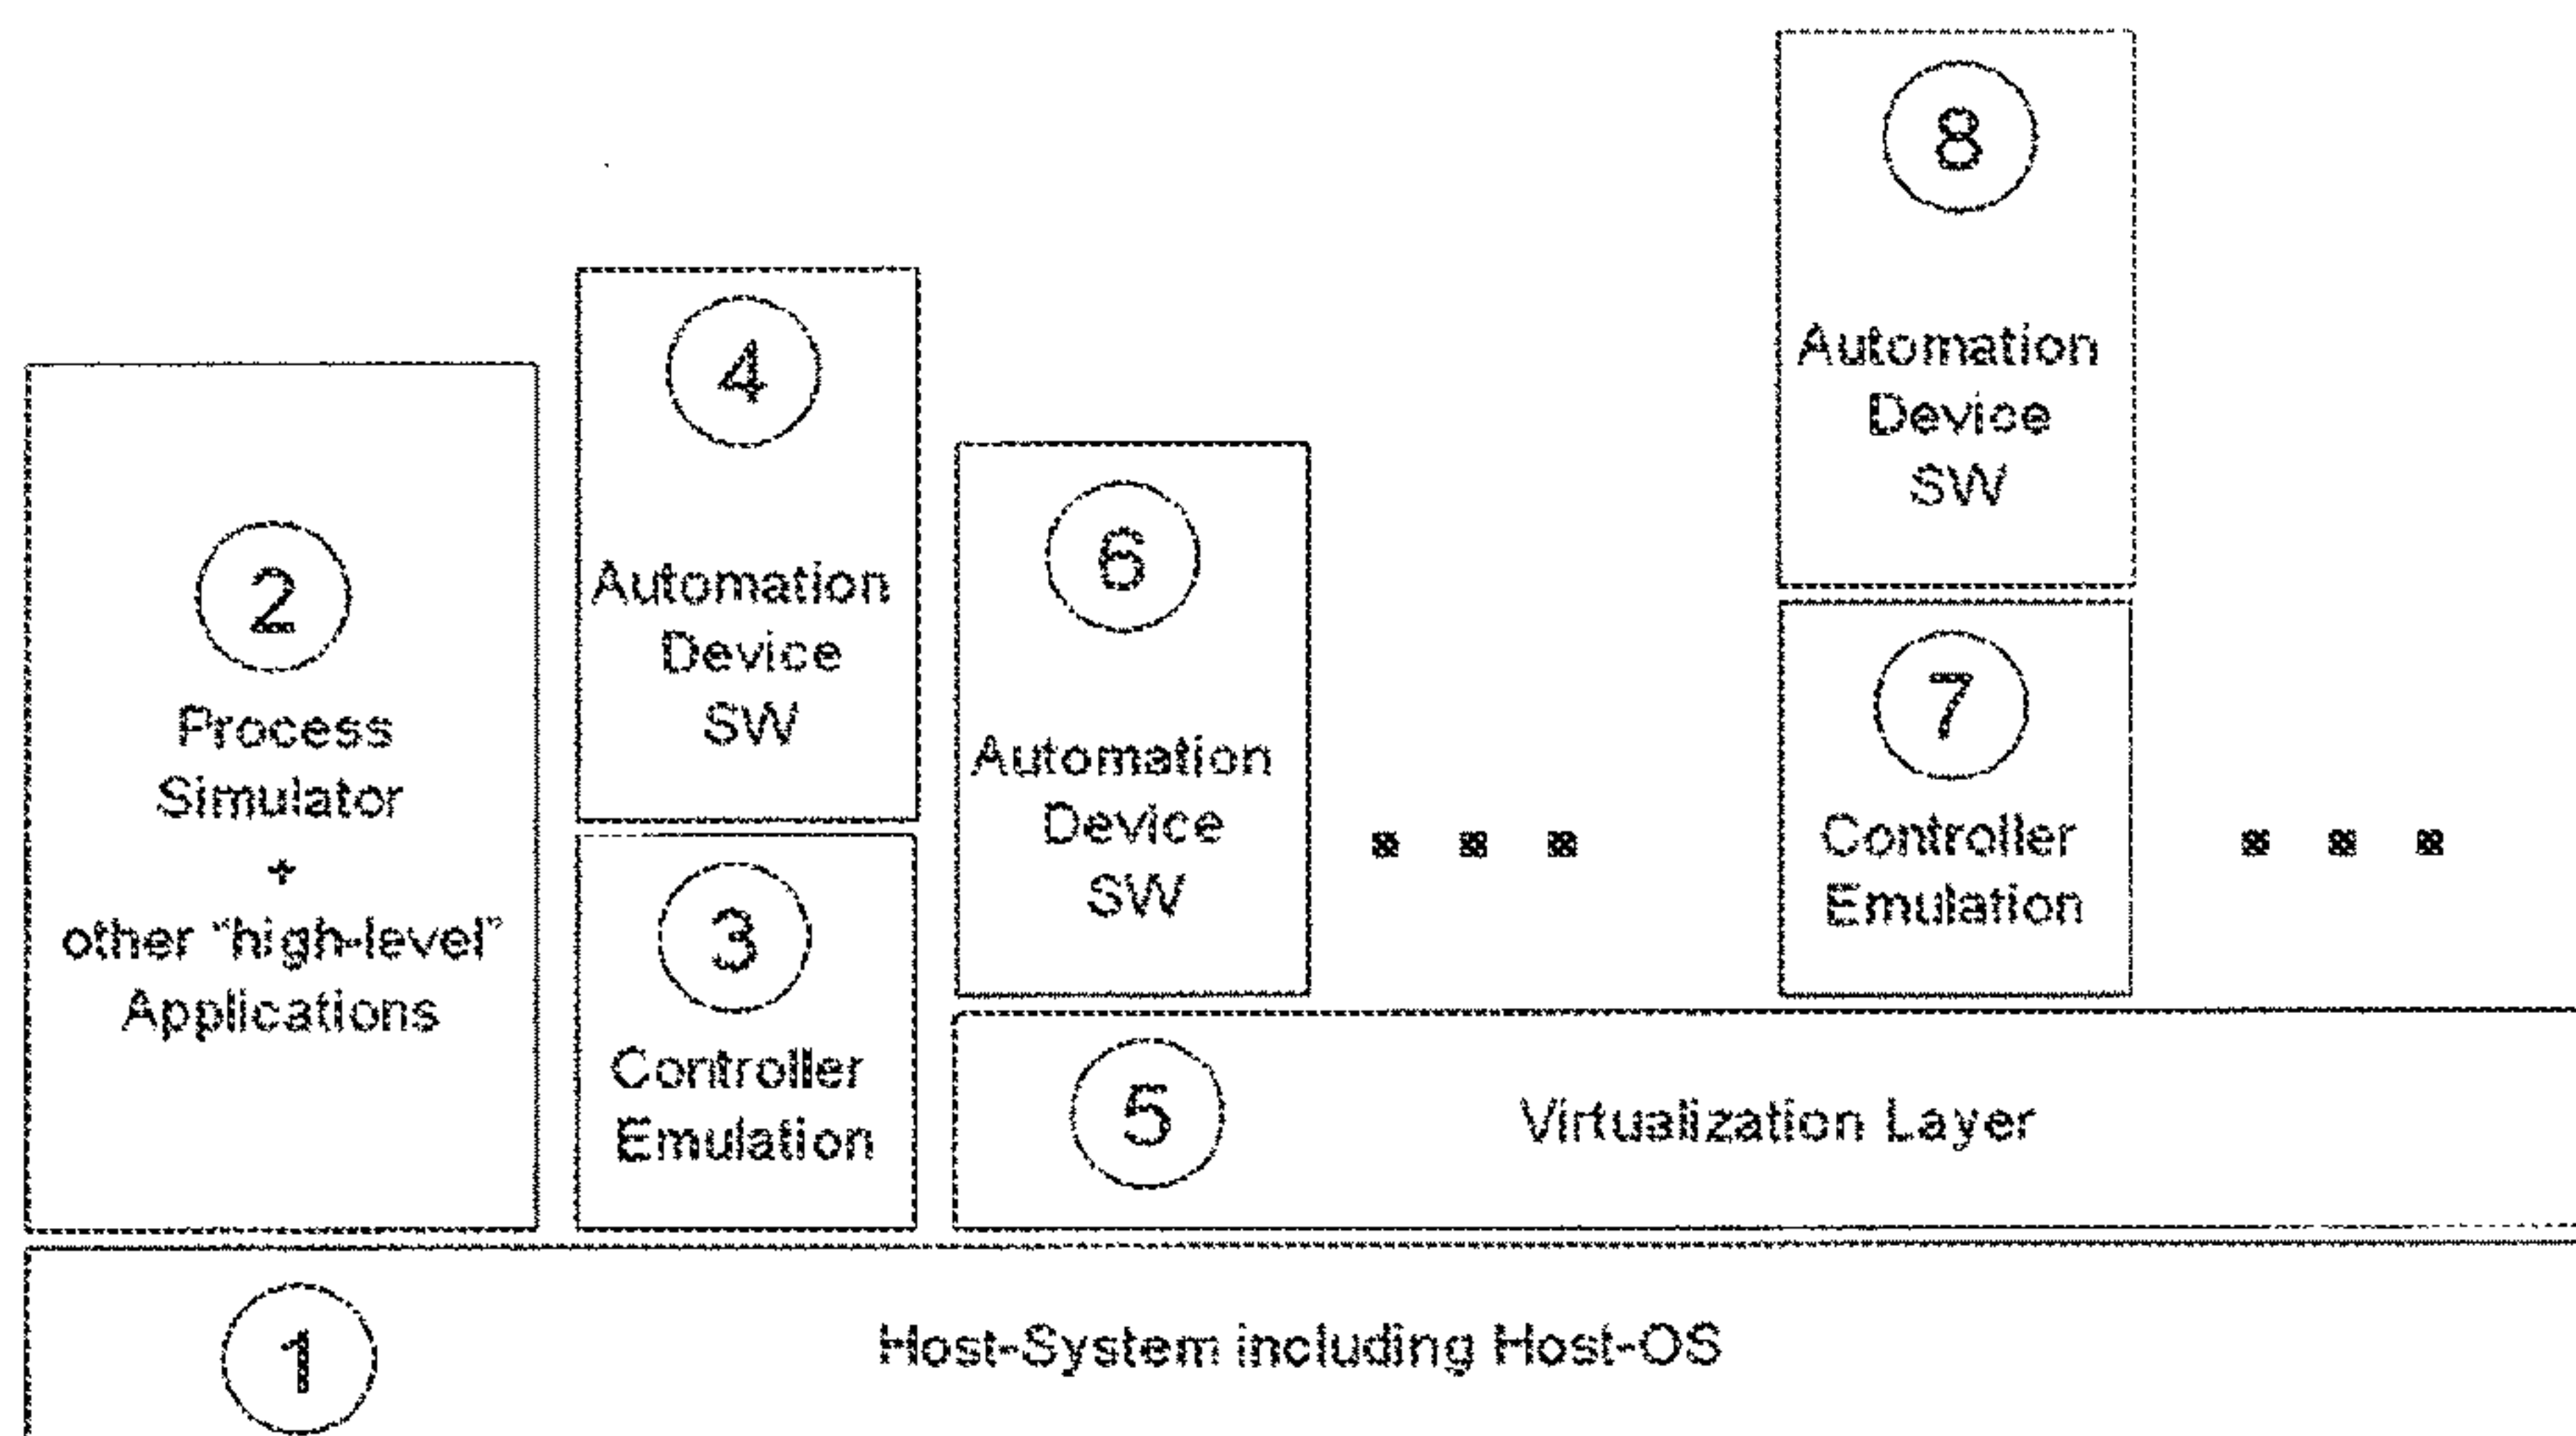 8
Automation
Device
SW
4
Automation
Device
SW
6
Automation
Device
SW
2
Process
Simulator
+
other "high-level"
Applications
7
Controller
Emulation
3
Controller
Emulation
5
Virtualization Layer
1
Host-System including Host-OS